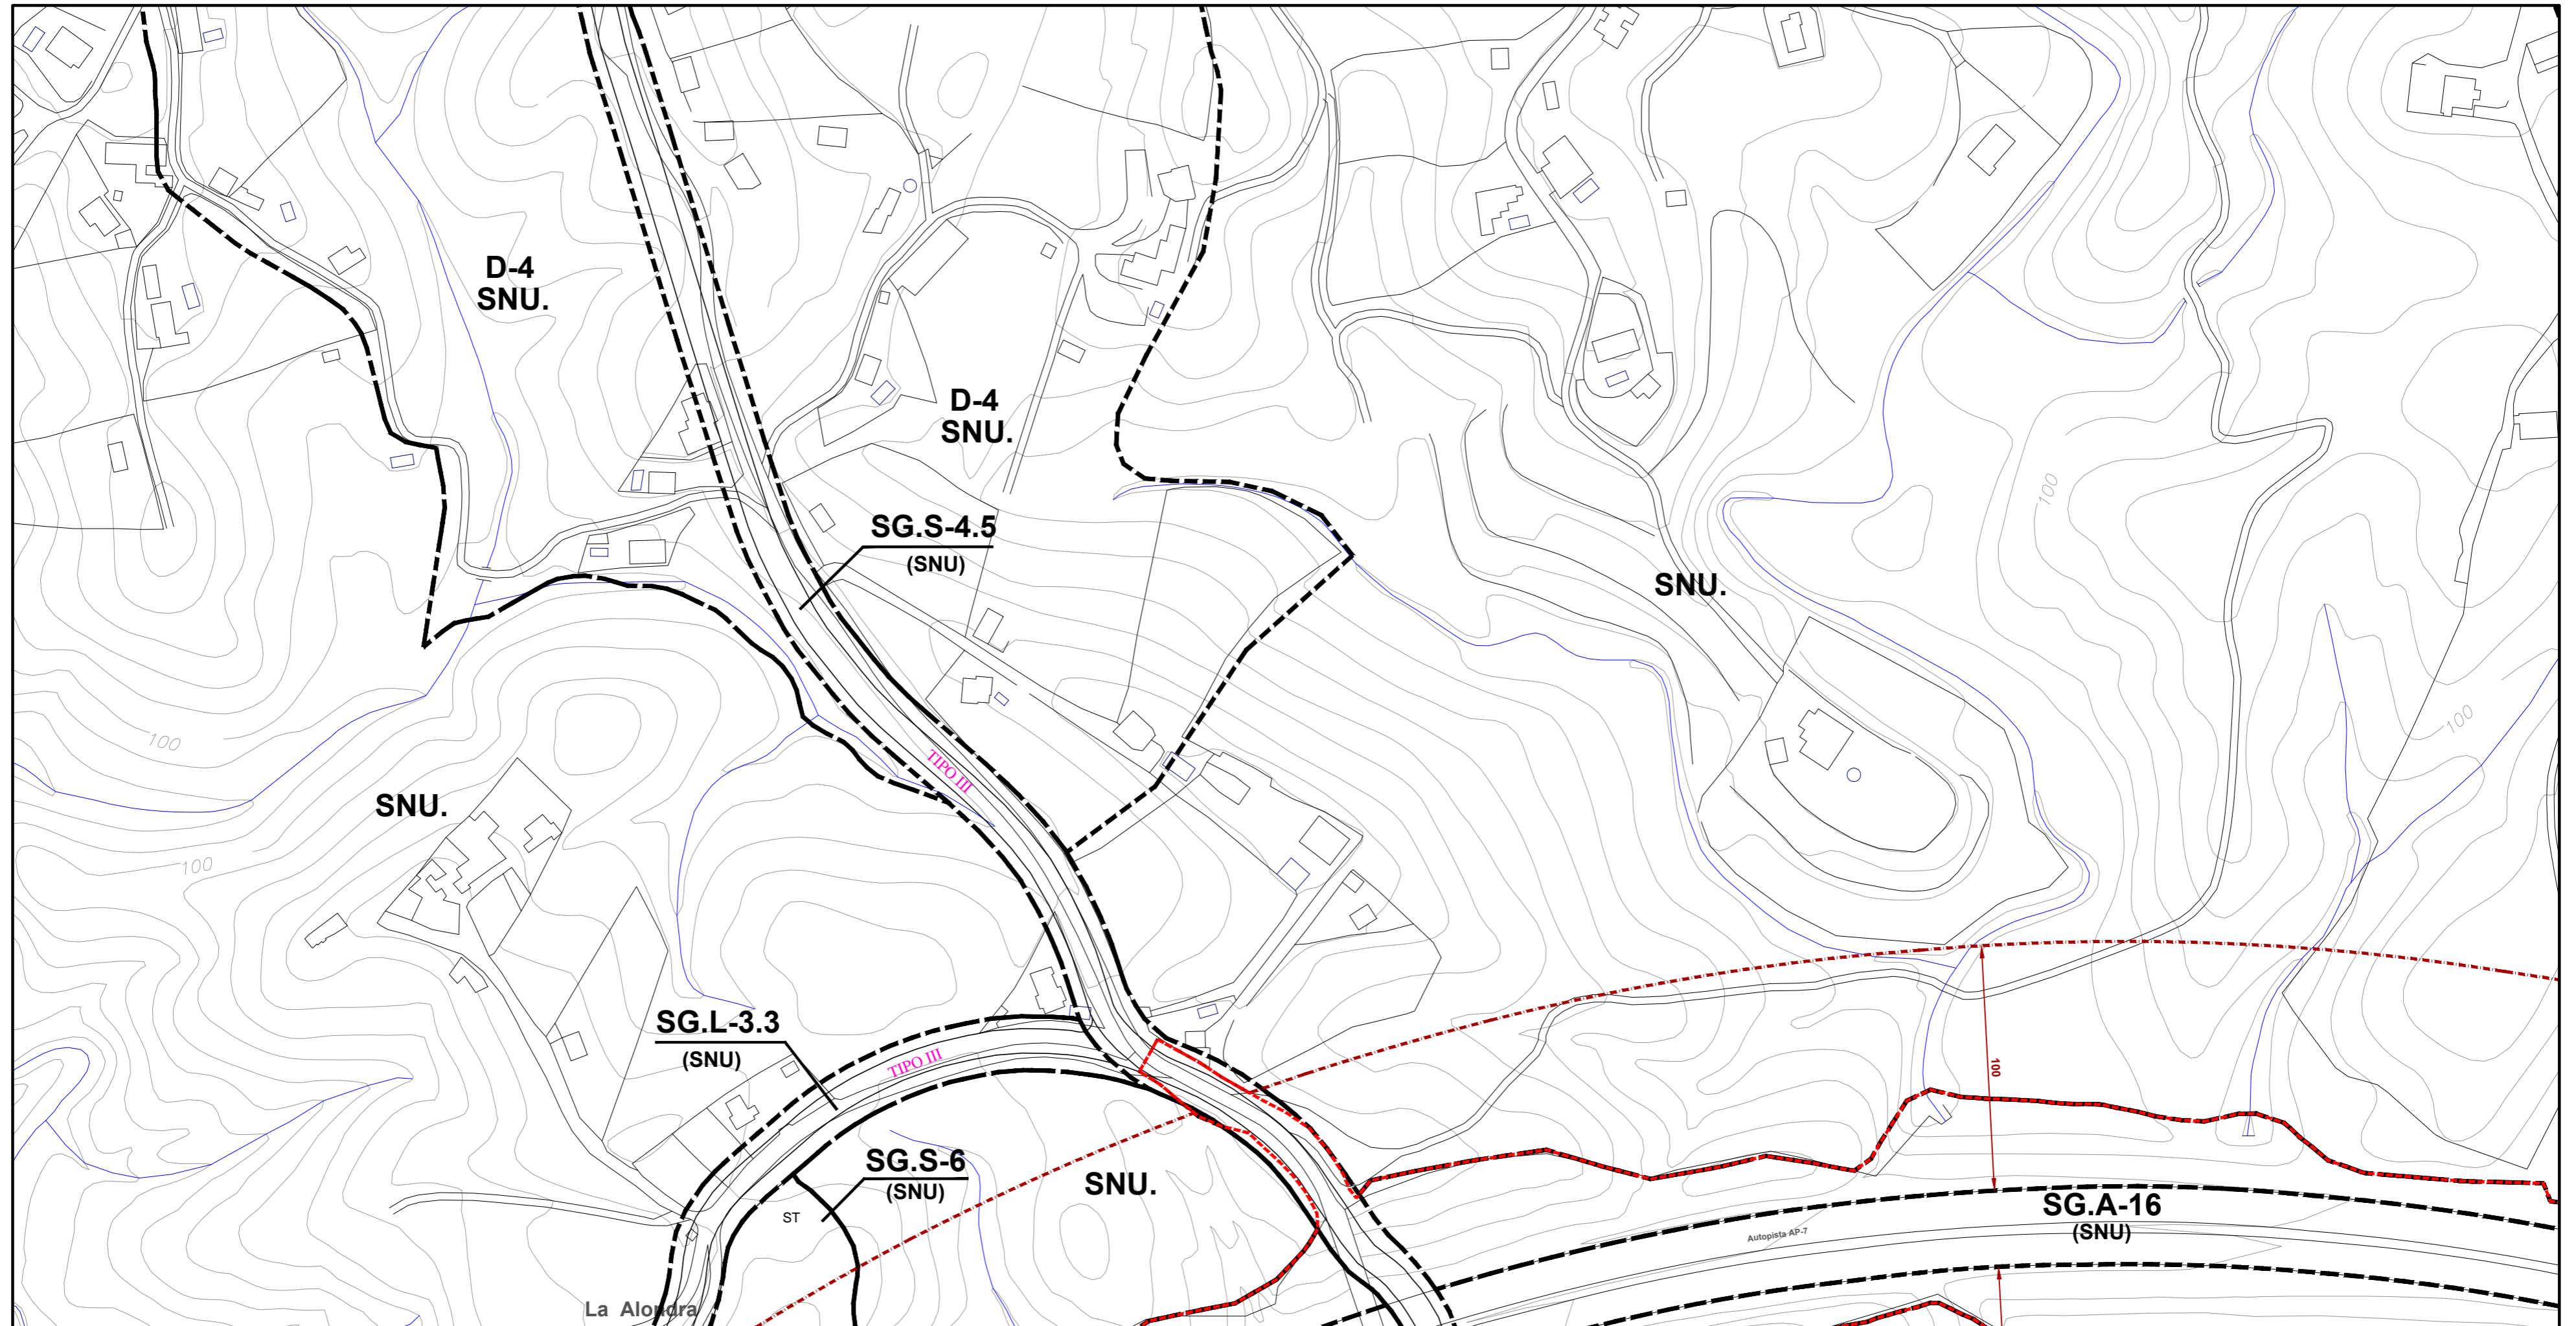 D-4
SNU.
D-4
SNU.
100
SG.S-4.5
(SNU)
SNU.
100
100
TIPO III
SNU.
100
SG.L-3.3
(SNU)
TIPO III
100
SG.S-6
(SNU)
SNU.
ST
SG.A-16
(SNU)
Autopista AP-7
La Alondra